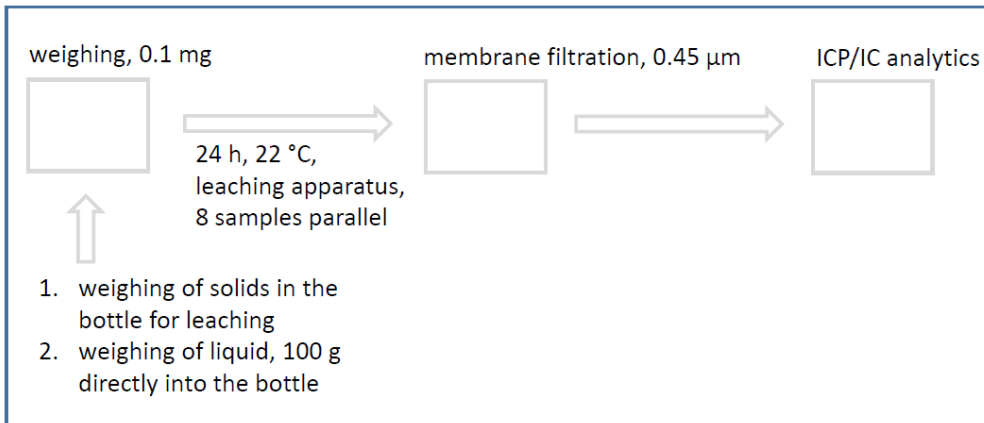 weighing, 0.1 mg
membrane filtration, 0.45 µm
ICP/IC analytics
24 h, 22 °C,
leaching apparatus,
8 samples parallel
1. weighing of solids in the
bottle for leaching
2. weighing of liquid, 100 g
directly into the bottle